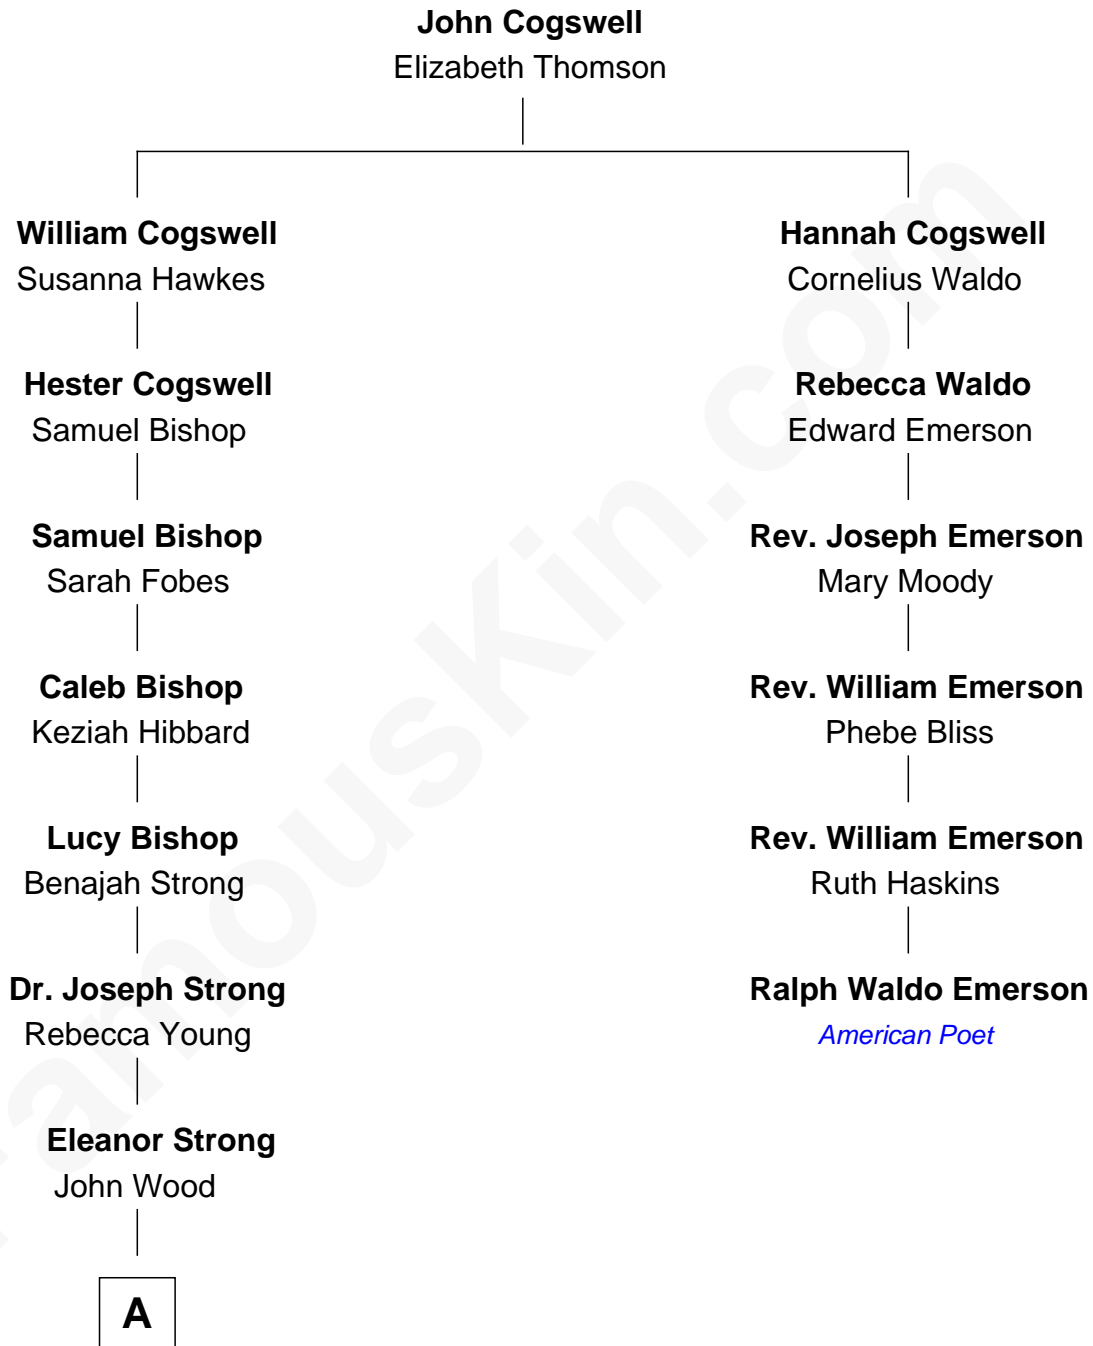 John Cogswell
Elizabeth Thomson
William Cogswell
Susanna Hawkes
Hester Cogswell
Samuel Bishop
Samuel Bishop
Sarah Fobes
Caleb Bishop
Keziah Hibbard
Lucy Bishop
Benajah Strong
Dr. Joseph Strong
Rebecca Young
Eleanor Strong
John Wood
A
Hannah Cogswell
Cornelius Waldo
Rebecca Waldo
Edward Emerson
Rev. Joseph Emerson
Mary Moody
Rev. William Emerson
Phebe Bliss
Rev. William Emerson
Ruth Haskins
Ralph Waldo Emerson
American Poet
FamousKin.com